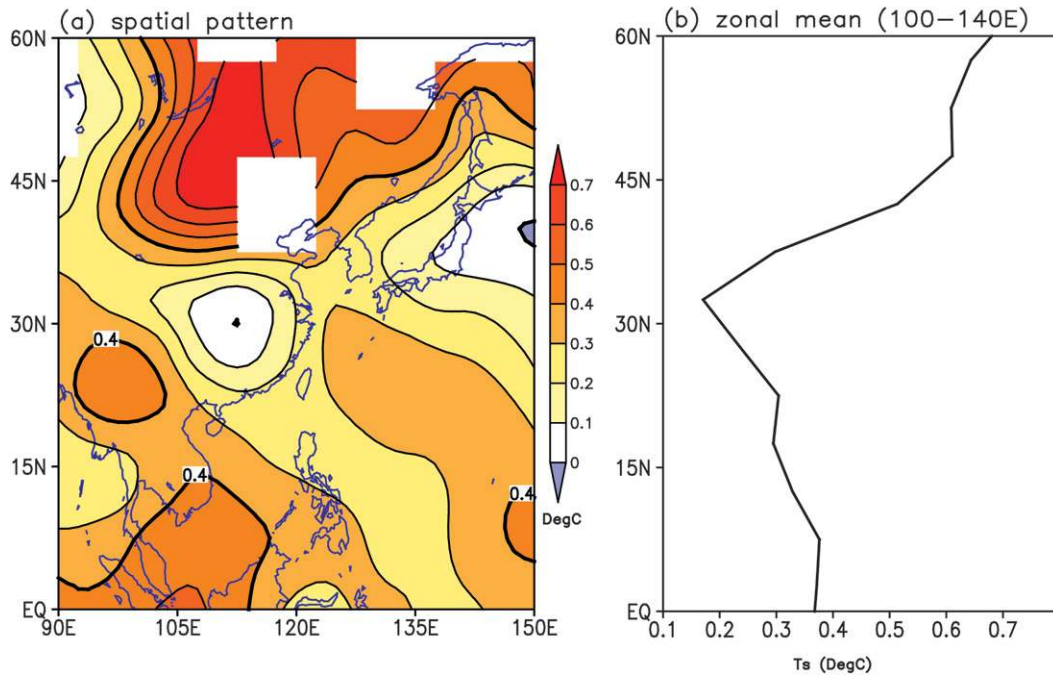 (a) spatial pattern
(b) zonal mean (100-140E)
60N
45N
30N
15N
EQ
90E 105E 120E 135E 150E
0.4
0.4
0.4
0.7
0.6
0.5
0.4
0.3
0.2
0.1
0
DegC
60N
45N
30N
15N
EQ
0.1 0.2 0.3 0.4 0.5 0.6 0.7
Ts (DegC)